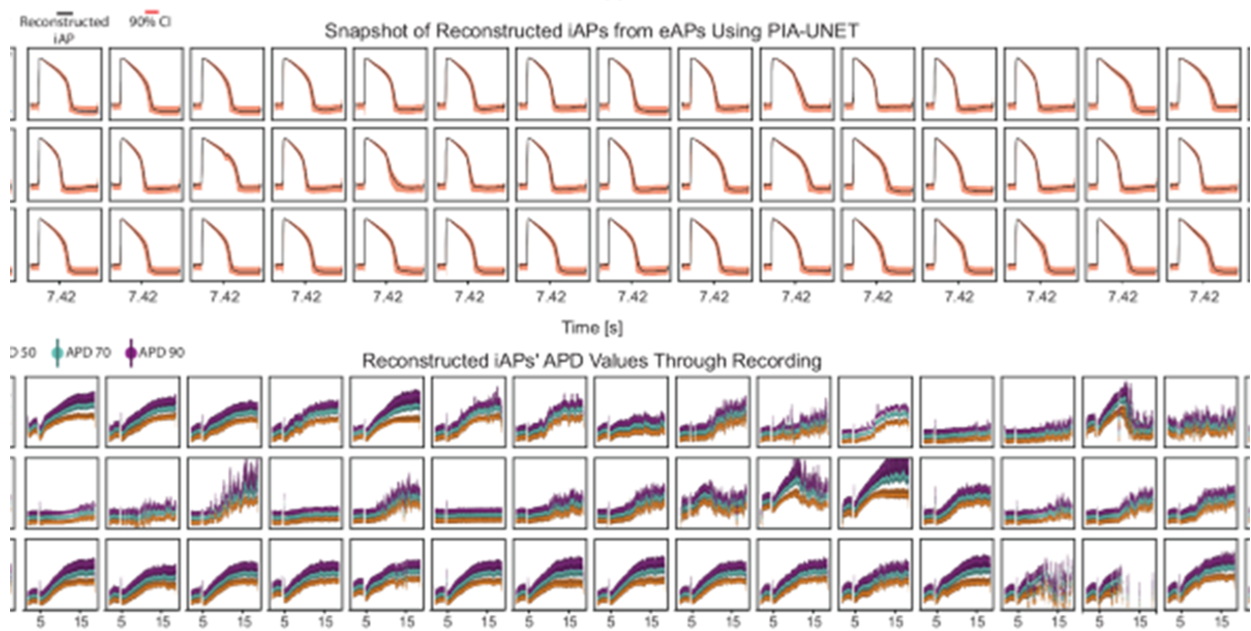 Reconstructed iAP
90% CI
Snapshot of Reconstructed iAPs from eAPs Using PIA-UNET
7.42 7.42 7.42 7.42 7.42 7.42 7.42 7.42 7.42 7.42 7.42 7.42 7.42 7.42 7.42
Time [s]
50 APD 70 APD 90
Reconstructed iAPs' APD Values Through Recording
5 15 5 15 5 15 5 15 5 15 5 15 5 15 5 15 5 15 5 15 5 15 5 15 5 15 5 15 5 15